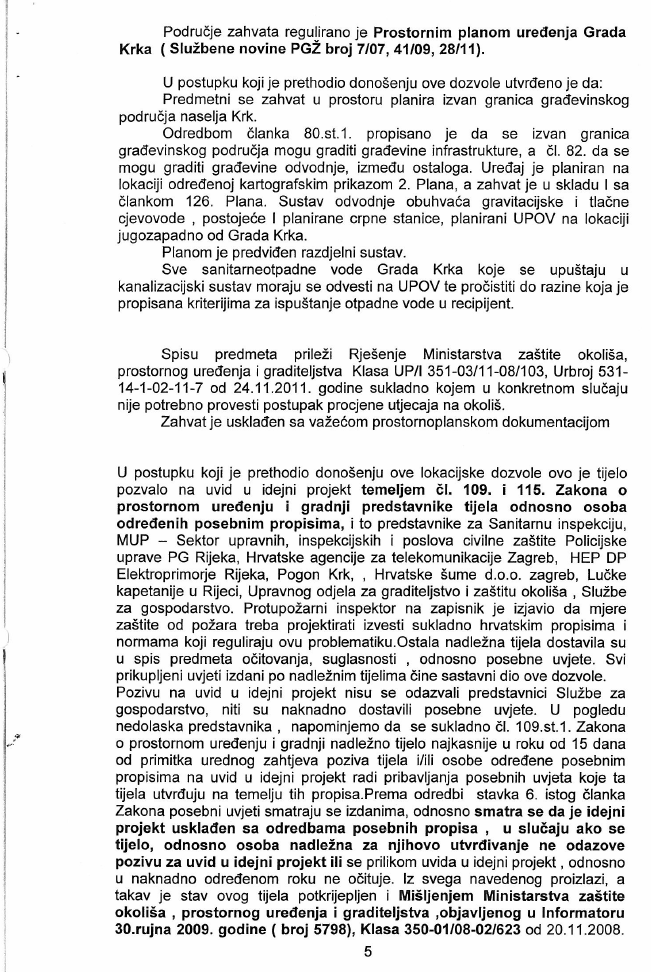 Područje zahvata regulirano je Prostornim planom uređenja Grada
Krka ( Službene novine PGŽ broj 7/07, 41/09, 28/11).
U postupku koji je prethodio donošenju ove dozvole utvrđeno je da:
Predmetni se zahvat u prostoru planira izvan granica građevinskog
područja naselja Krk.
Odredbom članka 80.st.1. propisano je da se izvan granica
građevinskog područja mogu graditi građevine infrastrukture, a čl. 82. da se
mogu graditi građevine odvodnje, između ostaloga. Uređaj je planiran na
lokaciji određenoj kartografskim prikazom 2. Plana, a zahvat je u skladu I sa
člankom 126. Plana. Sustav odvodnje obuhvaća gravitacijske i tlačne
cjevovode , postojeće I planirane crpne stanice, planirani UPOV na lokaciji
jugozapadno od Grada Krka.
Planom je predviđen razdjelni sustav.
Sve sanitarneotpadne vode Grada Krka koje se upuštaju u
kanalizacijski sustav moraju se odvesti na UPOV te pročistiti do razine koja je
propisana kriterijima za ispuštanje otpadne vode u recipijent.
Spisu predmeta prileži Rješenje Ministarstva zaštite okoliša,
prostornog uređenja i graditeljstva Klasa UP/I 351-03/11-08/103, Urbroj 531-
14-1-02-11-7 od 24.11.2011. godine sukladno kojem u konkretnom slučaju
nije potrebno provesti postupak procjene utjecaja na okoliš.
Zahvat je usklađen sa važećom prostornoplanskom dokumentacijom
U postupku koji je prethodio donošenju ove lokacijske dozvole ovo je tijelo
pozvalo na uvid u idejni projekt temeljem čl. 109. i 115. Zakona o
prostornom uređenju i gradnji predstavnike tijela odnosno osoba
određenih posebnim propisima, i to predstavnike za Sanitarnu inspekciju,
MUP – Sektor upravnih, inspekcijskih i poslova civilne zaštite Policijske
uprave PG Rijeka, Hrvatske agencije za telekomunikacije Zagreb, HEP DP
Elektroprimorje Rijeka, Pogon Krk, , Hrvatske šume d.o.o. zagreb, Lučke
kapetanije u Rijeci, Upravnog odjela za graditeljstvo i zaštitu okoliša , Službe
za gospodarstvo. Protupožarni inspektor na zapisnik je izjavio da mjere
zaštite od požara treba projektirati izvesti sukladno hrvatskim propisima i
normama koji reguliraju ovu problematiku.Ostala nadležna tijela dostavila su
u spis predmeta očitovanja, suglasnosti , odnosno posebne uvjete. Svi
prikupljeni uvjeti izdani po nadležnim tijelima čine sastavni dio ove dozvole.
Pozivu na uvid u idejni projekt nisu se odazvali predstavnici Službe za
gospodarstvo, niti su naknadno dostavili posebne uvjete. U pogledu
nedolaska predstavnika , napominjemo da se sukladno čl. 109.st.1. Zakona
o prostornom uređenju i gradnji nadležno tijelo najkasnije u roku od 15 dana
od primitka urednog zahtjeva poziva tijela i/ili osobe određene posebnim
propisima na uvid u idejni projekt radi pribavljanja posebnih uvjeta koje ta
tijela utvrđuju na temelju tih propisa.Prema odredbi stavka 6. istog članka
Zakona posebni uvjeti smatraju se izdanima, odnosno smatra se da je idejni
projekt usklađen sa odredbama posebnih propisa , u slučaju ako se
tijelo, odnosno osoba nadležna za njihovo utvrđivanje ne odazove
pozivu za uvid u idejni projekt ili se prilikom uvida u idejni projekt , odnosno
u naknadno određenom roku ne očituje. Iz svega navedenog proizlazi, a
takav je stav ovog tijela potkrijepljen i Mišljenjem Ministarstva zaštite
okoliša , prostornog uređenja i graditeljstva ,objavljenog u Informatoru
30.rujna 2009. godine ( broj 5798), Klasa 350-01/08-02/623 od 20.11.2008.
5